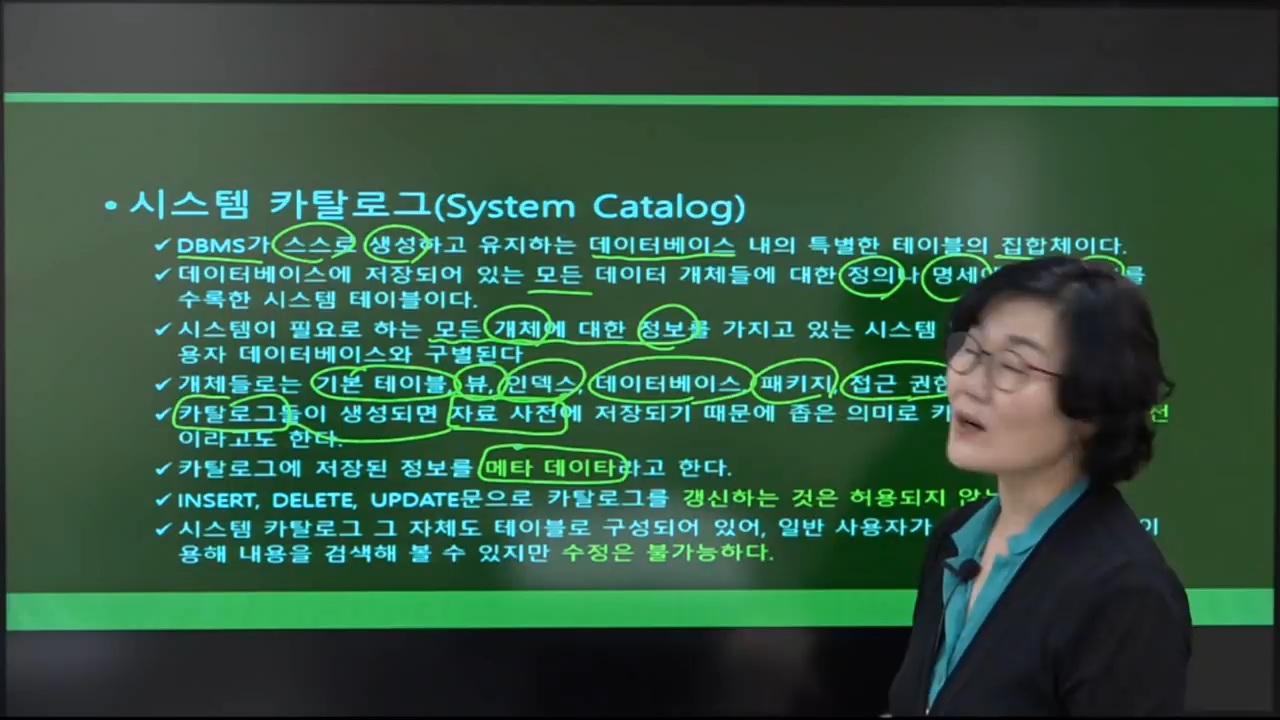 • 시스템 카탈로그(System Catalog)
✓ DBMS가 스스로 생성하고 유지하는 데이터베이스 내의 특별한 테이블의 집합체이다.
✓ 데이터베이스에 저장되어 있는 모든 데이터 개체들에 대한 정의나 명세에 를
수록한 시스템 테이블이다.
✓ 시스템이 필요로 하는 모든 개체에 대한 정보를 가지고 있는 시스템
용자 데이터베이스와 구별된다
✓ 개체들로는 기본 테이블, 뷰, 인덱스, 데이터베이스, 패키지, 접근 권한
✓ 카탈로그들이 생성되면 자료 사전에 저장되기 때문에 좁은 의미로 카 전
이라고도 한다.
✓ 카탈로그에 저장된 정보를 메타 데이타라고 한다.
✓ INSERT, DELETE, UPDATE문으로 카탈로그를 갱신하는 것은 허용되지
✓ 시스템 카탈로그 그 자체도 테이블로 구성되어 있어, 일반 사용자가 이
용해 내용을 검색해 볼 수 있지만 수정은 불가능하다.